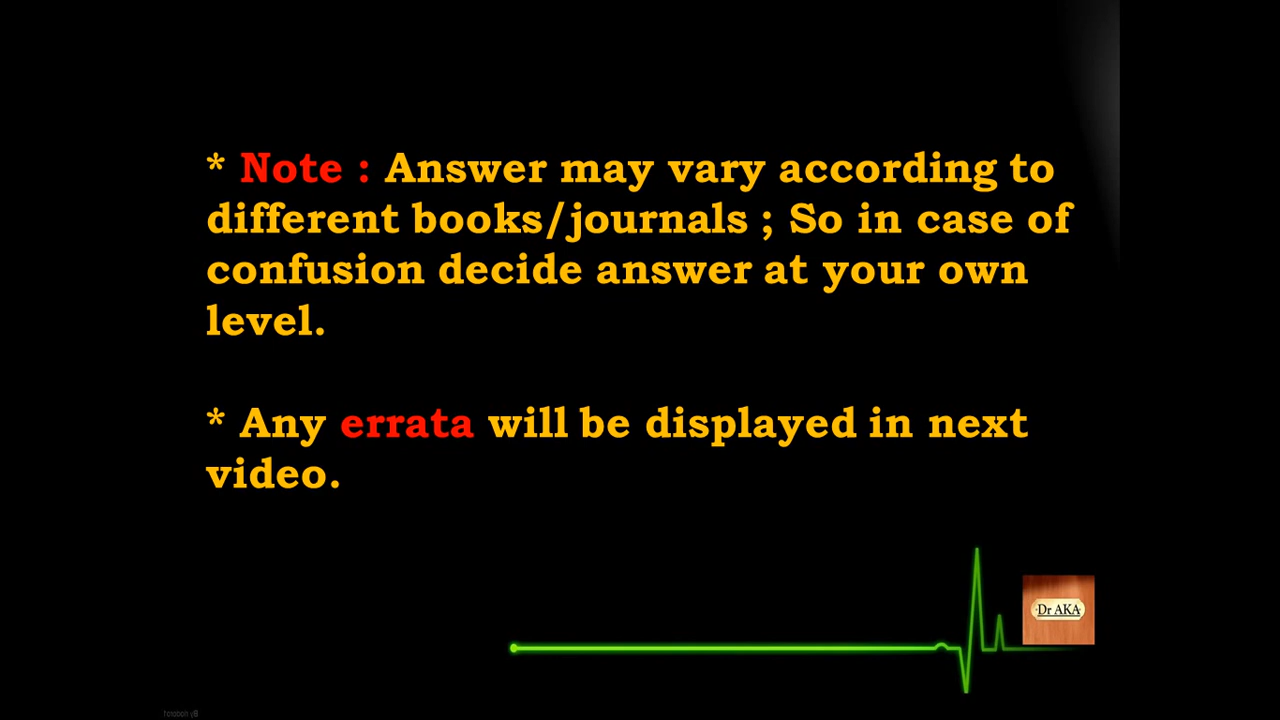 * Note : Answer may vary according to
different books/journals ; So in case of
confusion decide answer at your own
level.
* Any errata will be displayed in next
video.
Dr AKA